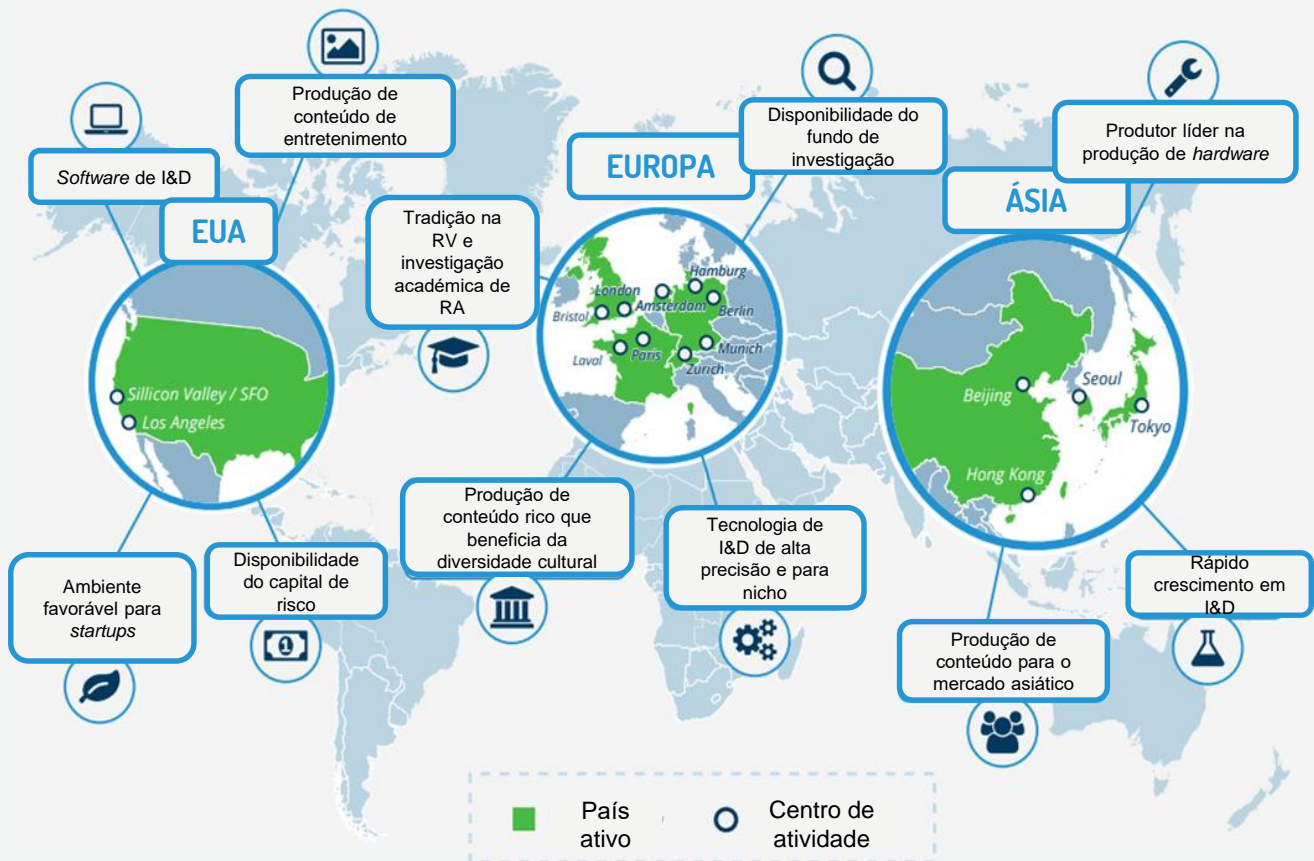 Produção de
conteúdo de
entretenimento
Software de I&D
EUA
Sillicon Valley / SFO
Los Angeles
Ambiente
favorável para
startups
Disponibilidade
do capital de
risco
1
EUROPA
Disponibilidade do
fundo de
investigação
Tradição na
RV e
investigação
académica de
RA
Hamburg
London
Amsterdam
Bristol
Berlin
Paris
Munich
Laval
Zurich
Produção de
conteúdo rico que
beneficia da
diversidade cultural
Tecnologia de
I&D de alta
precisão e para
nicho
ÁSIA
Produtor líder na
produção de hardware
Beijing
Seoul
Tokyo
Hong Kong
Produção de
conteúdo para o
mercado asiático
Rápido
crescimento em
I&D
País
ativo
Centro de
atividade